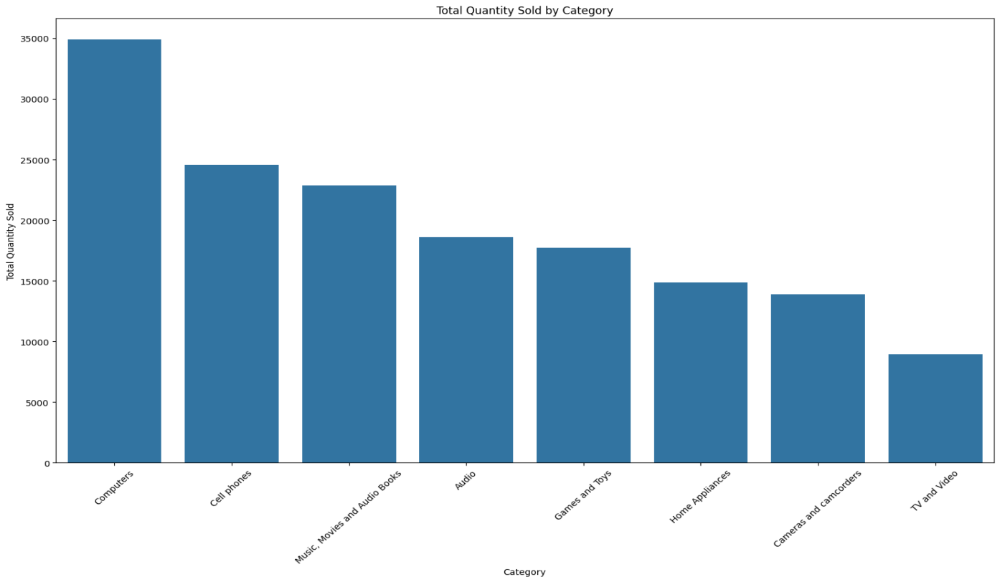 Total Quantity Sold by Category
Total Quantity Sold
35000
30000
25000
20000
15000
10000
5000
0
Computers
Cell phones
Music, Movies and Audio Books
Audio
Games and Toys
Home Appliances
Cameras and camcorders
TV and Video
Category